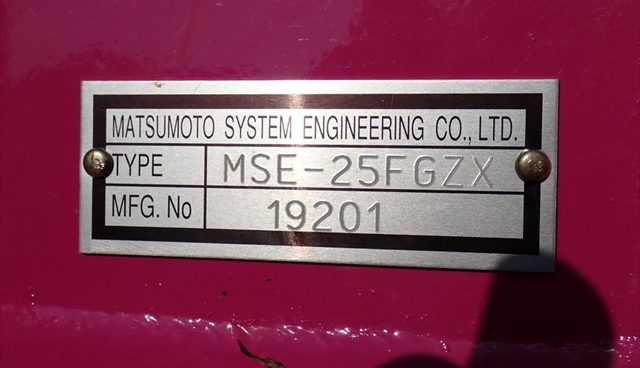 MATSUMOTO SYSTEM ENGINEERING CO., LTD.
TYPE MSE-25FGZX
MFG. No 19201